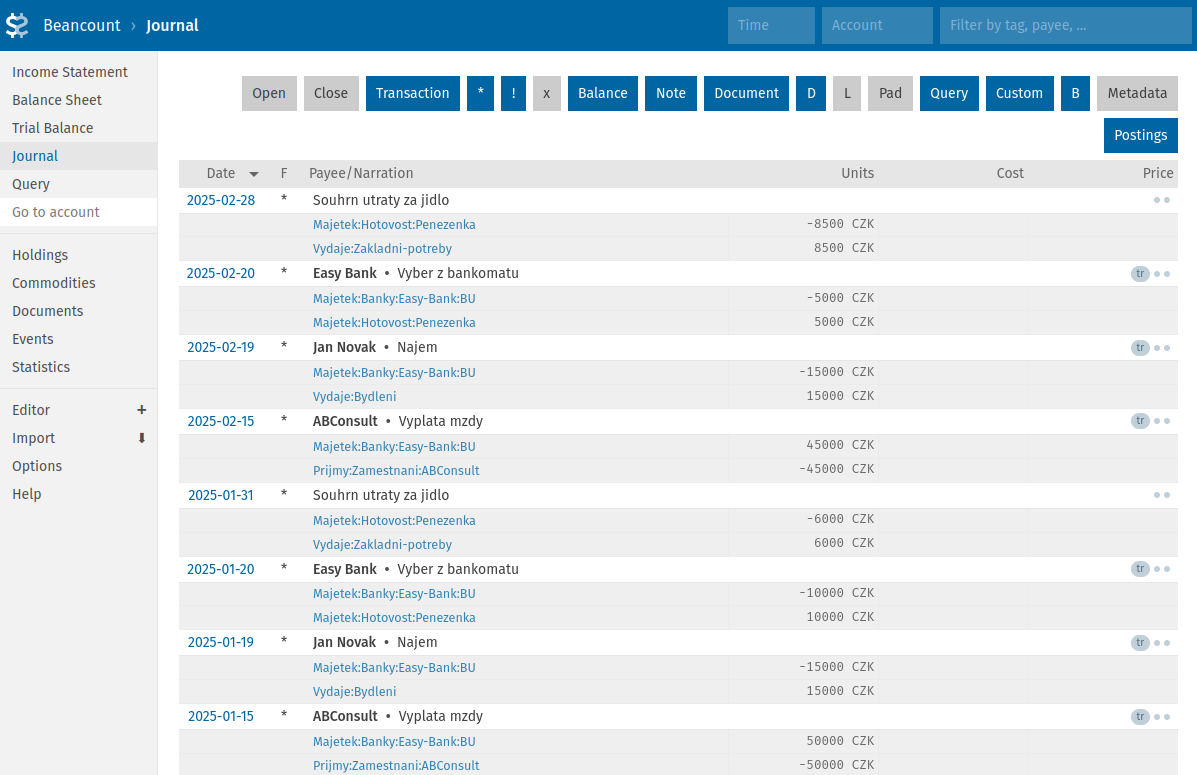 Beancount › Journal Time Account Filter by tag, payee, ...
Income Statement
Balance Sheet
Trial Balance
Journal
Query
Go to account
Holdings
Commodities
Documents
Events
Statistics
Editor +
Import ⬇
Options
Help
Open Close Transaction * ! x Balance Note Document D L Pad Query Custom B Metadata
Postings
Date F Payee/Narration Units Cost Price
2025-02-28 * Souhrn utraty za jidlo
Majetek:Hotovost:Penezenka -8500 CZK
Vydaje:Zakladni-potreby 8500 CZK
2025-02-20 * Easy Bank • Vyber z bankomatu tr
Majetek:Banky:Easy-Bank:BU -5000 CZK
Majetek:Hotovost:Penezenka 5000 CZK
2025-02-19 * Jan Novak • Najem tr
Majetek:Banky:Easy-Bank:BU -15000 CZK
Vydaje:Bydleni 15000 CZK
2025-02-15 * ABConsult • Vyplata mzdy tr
Majetek:Banky:Easy-Bank:BU 45000 CZK
Prijmy:Zamestnani:ABConsult -45000 CZK
2025-01-31 * Souhrn utraty za jidlo
Majetek:Hotovost:Penezenka -6000 CZK
Vydaje:Zakladni-potreby 6000 CZK
2025-01-20 * Easy Bank • Vyber z bankomatu tr
Majetek:Banky:Easy-Bank:BU -10000 CZK
Majetek:Hotovost:Penezenka 10000 CZK
2025-01-19 * Jan Novak • Najem tr
Majetek:Banky:Easy-Bank:BU -15000 CZK
Vydaje:Bydleni 15000 CZK
2025-01-15 * ABConsult • Vyplata mzdy tr
Majetek:Banky:Easy-Bank:BU 50000 CZK
Prijmy:Zamestnani:ABConsult -50000 CZK